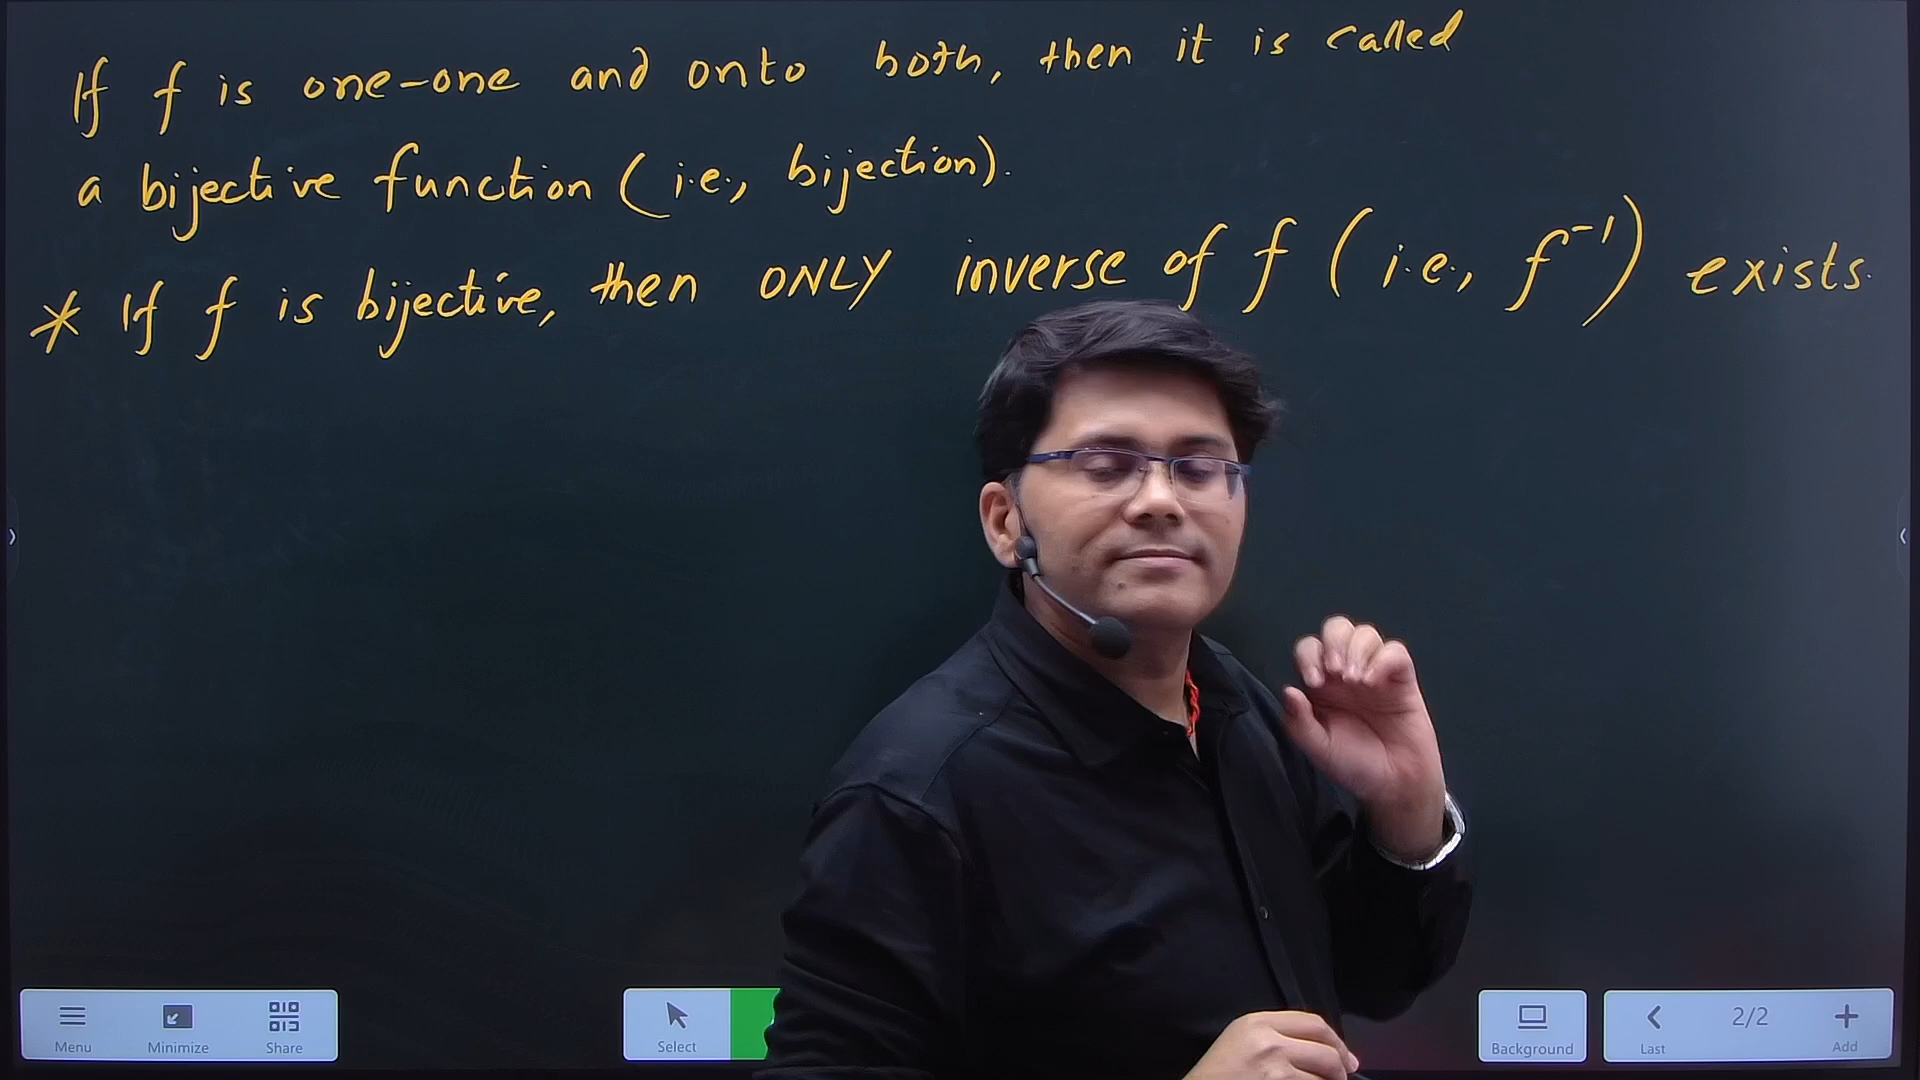 If f is one-one and onto both, then it is called
a bijective function (i.e., bijection).
* If f is bijective, then ONLY inverse of f (i.e., f⁻¹) exists.
Menu
Minimize
Share
Select
Background
Last
2/2
Add